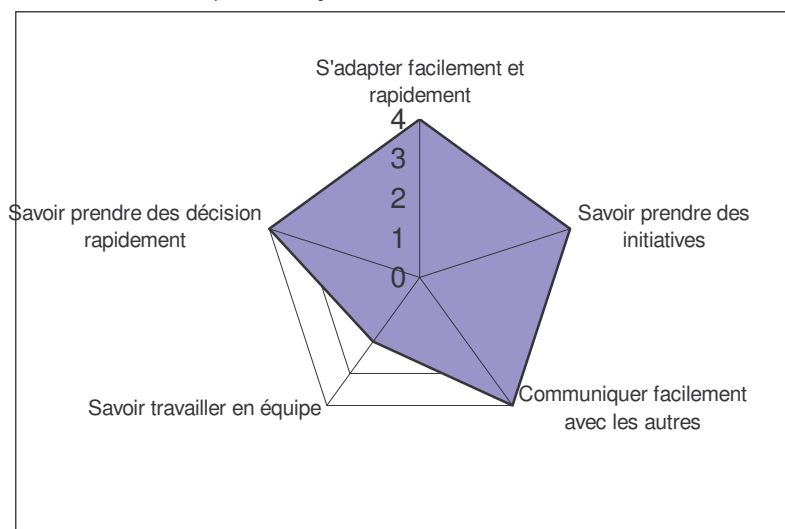 S'adapter facilement et
rapidement
4
3
2
1
0
Savoir prendre des décision
rapidement
Savoir prendre des
initiatives
Savoir travailler en équipe
Communiquer facilement
avec les autres